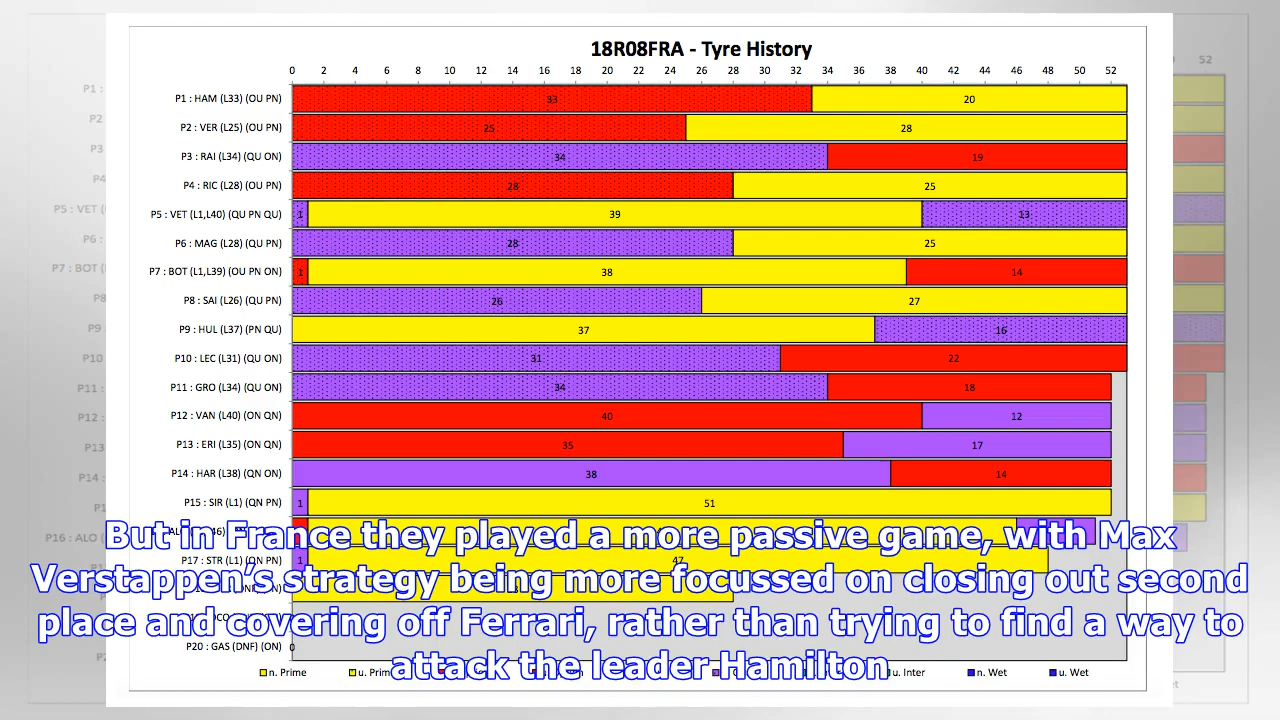 18R08FRA - Tyre History
0 2 4 6 8 10 12 14 16 18 20 22 24 26 28 30 32 34 36 38 40 42 44 46 48 50 52
P1 : HAM (L33) (OU PN) 33 20
P2 : VER (L25) (OU PN) 25 28
P3 : RAI (L34) (QU ON) 34 19
P4 : RIC (L28) (OU PN) 28 25
P5 : VET (L1,L40) (QU PN QU) 1 39 13
P6 : MAG (L28) (QU PN) 28 25
P7 : BOT (L1,L39) (OU PN ON) 1 38 14
P8 : SAI (L26) (QU PN) 26 27
P9 : HUL (L37) (PN QU) 37 16
P10 : LEC (L31) (QU ON) 31 22
P11 : GRO (L34) (QU ON) 34 18
P12 : VAN (L40) (ON QN) 40 12
P13 : ERI (L35) (ON QN) 35 17
P14 : HAR (L38) (QN ON) 38 14
P15 : SIR (L1) (QN PN) 1 51
P17 : STR (L1) (QN PN) 1 47
P20 : GAS (DNF) (ON) 0
n. Prime u. Prime u. Inter n. Wet u. Wet
But in France they played a more passive game, with Max
Verstappen's strategy being more focussed on closing out second
place and covering off Ferrari, rather than trying to find a way to
attack the leader Hamilton